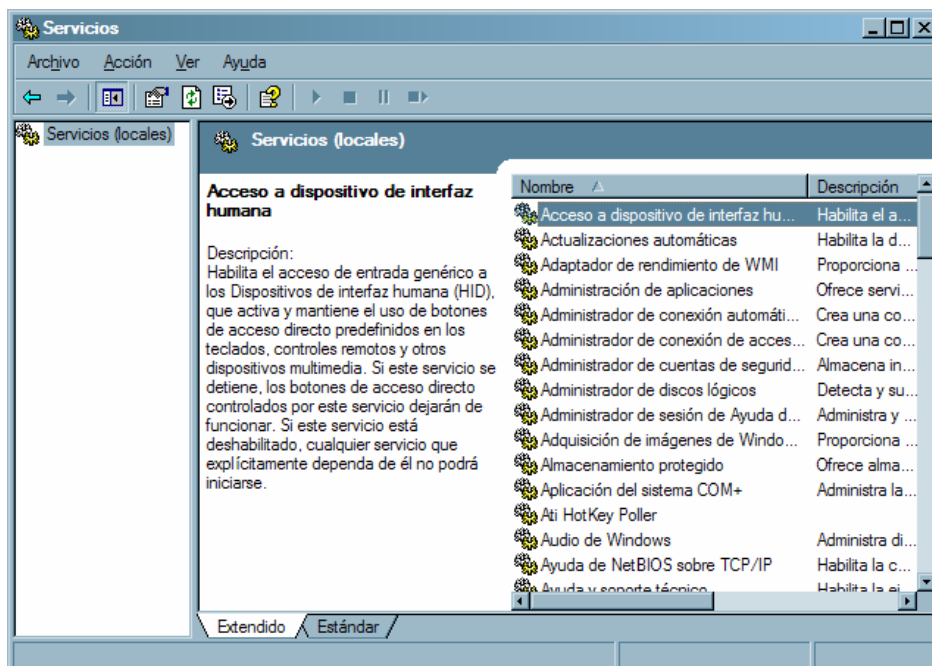 Servicios
Archivo Acción Ver Ayuda
Servicios (locales)
Servicios (locales)
Acceso a dispositivo de interfaz
humana
Descripción:
Habilita el acceso de entrada genérico a
los Dispositivos de interfaz humana (HID),
que activa y mantiene el uso de botones
de acceso directo predefinidos en los
teclados, controles remotos y otros
dispositivos multimedia. Si este servicio se
detiene, los botones de acceso directo
controlados por este servicio dejarán de
funcionar. Si este servicio está
deshabilitado, cualquier servicio que
explícitamente dependa de él no podrá
iniciarse.
Nombre Descripción
Acceso a dispositivo de interfaz hu... Habilita el a...
Actualizaciones automáticas Habilita la d...
Adaptador de rendimiento de WMI Proporciona ...
Administración de aplicaciones Ofrece servi...
Administrador de conexión automáti... Crea una co...
Administrador de conexión de acces... Crea una co...
Administrador de cuentas de segurid... Almacena in...
Administrador de discos lógicos Detecta y su...
Administrador de sesión de Ayuda d... Administra y ...
Adquisición de imágenes de Windo... Proporciona ...
Almacenamiento protegido Ofrece alma...
Aplicación del sistema COM+ Administra la...
Ati HotKey Poller
Audio de Windows Administra di...
Ayuda de NetBIOS sobre TCP/IP Habilita la c...
Ayuda y soporte técnico Habilita la ej...
Extendido Estándar